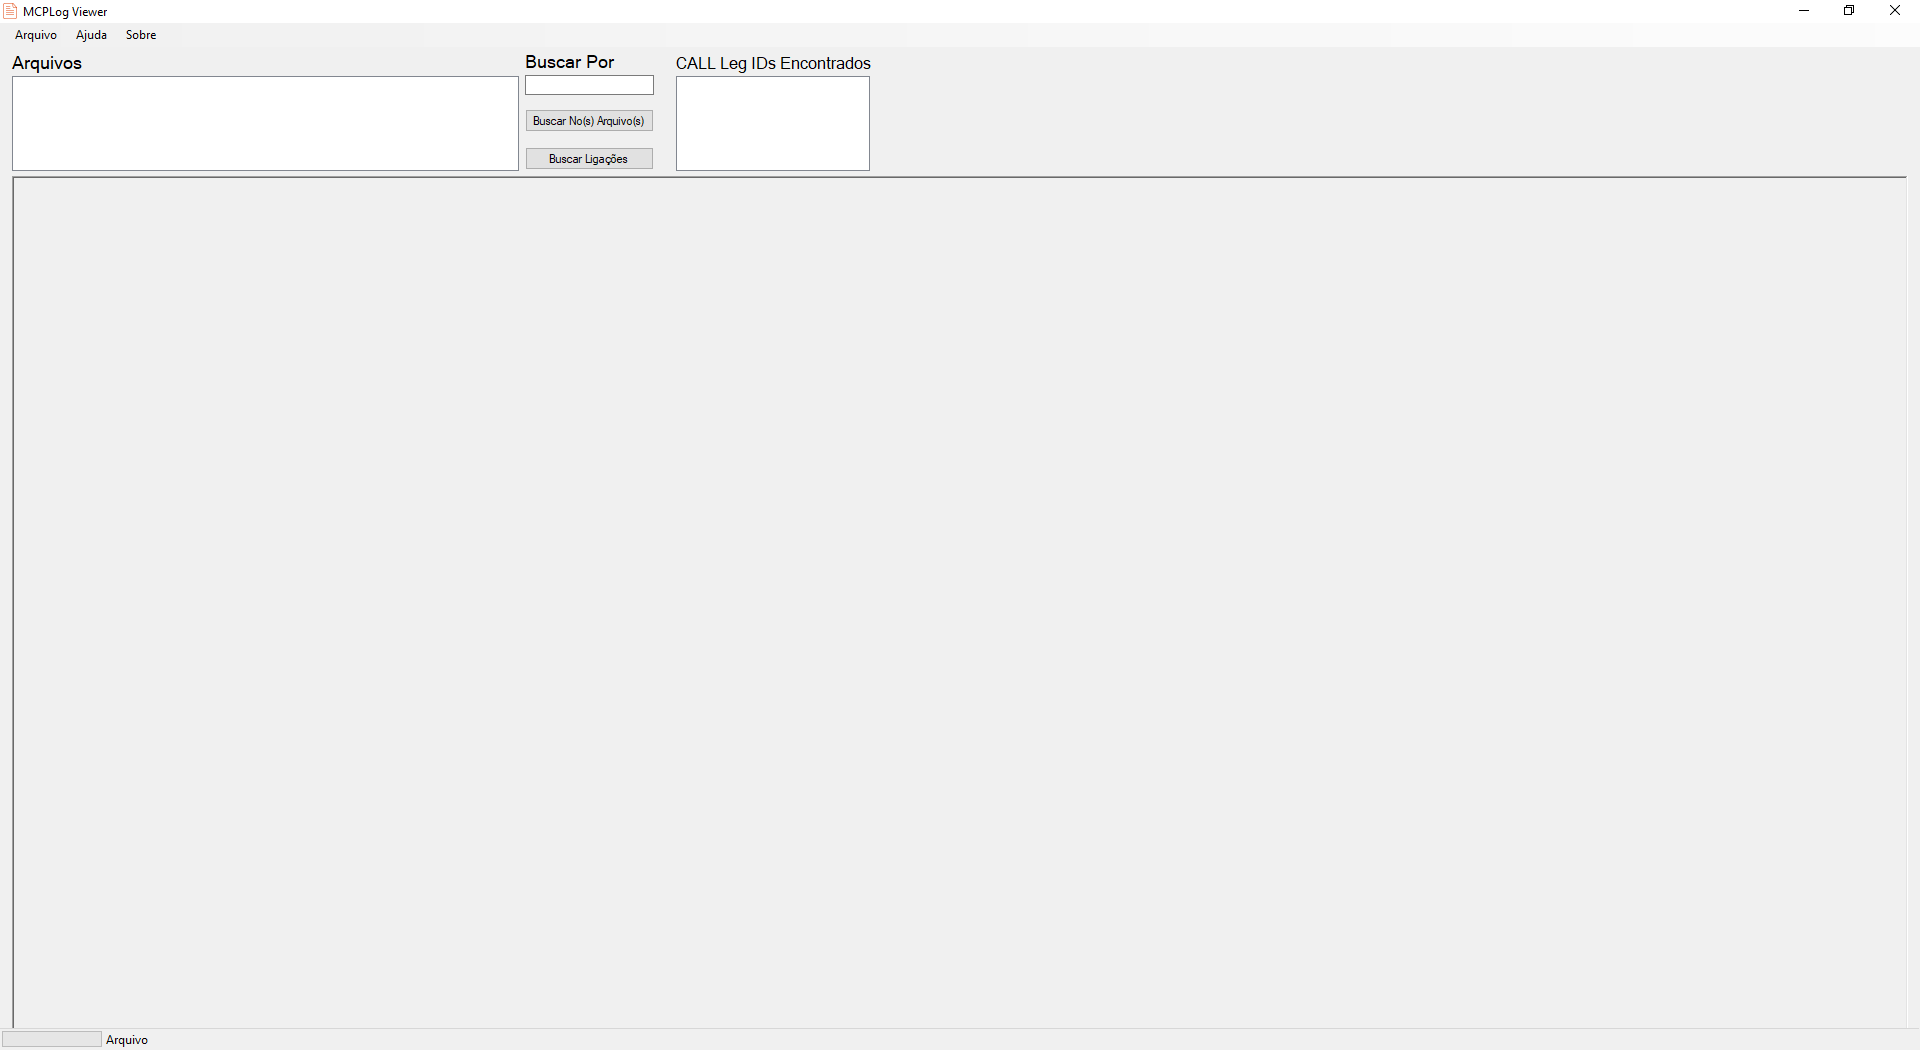 MCPLog Viewer
Arquivo Ajuda Sobre
Arquivos
Buscar Por
CALL Leg IDs Encontrados
Buscar No(s) Arquivo(s)
Buscar Ligações
Arquivo